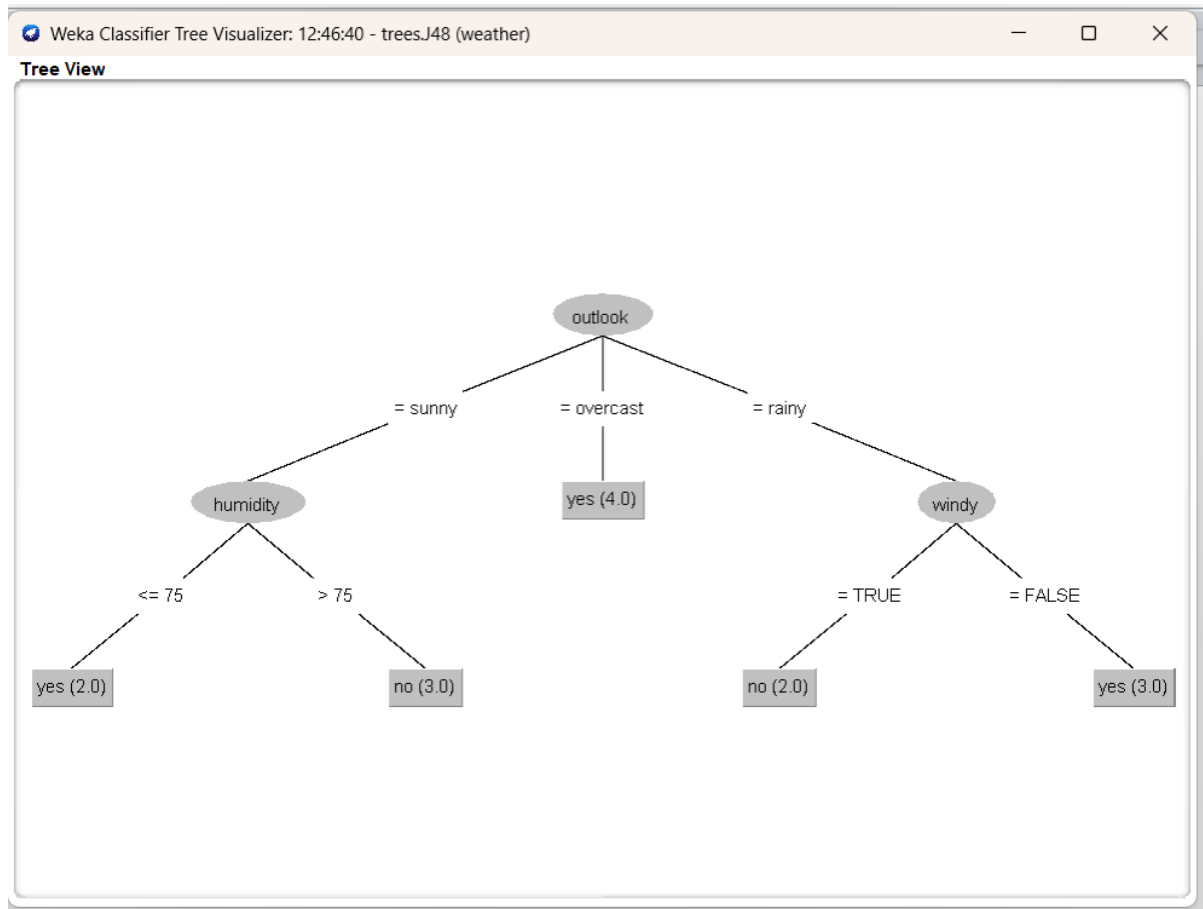 Weka Classifier Tree Visualizer: 12:46:40 - trees.J48 (weather)
Tree View
outlook
= sunny = overcast = rainy
humidity yes (4.0) windy
<= 75 > 75 = TRUE = FALSE
yes (2.0) no (3.0) no (2.0) yes (3.0)